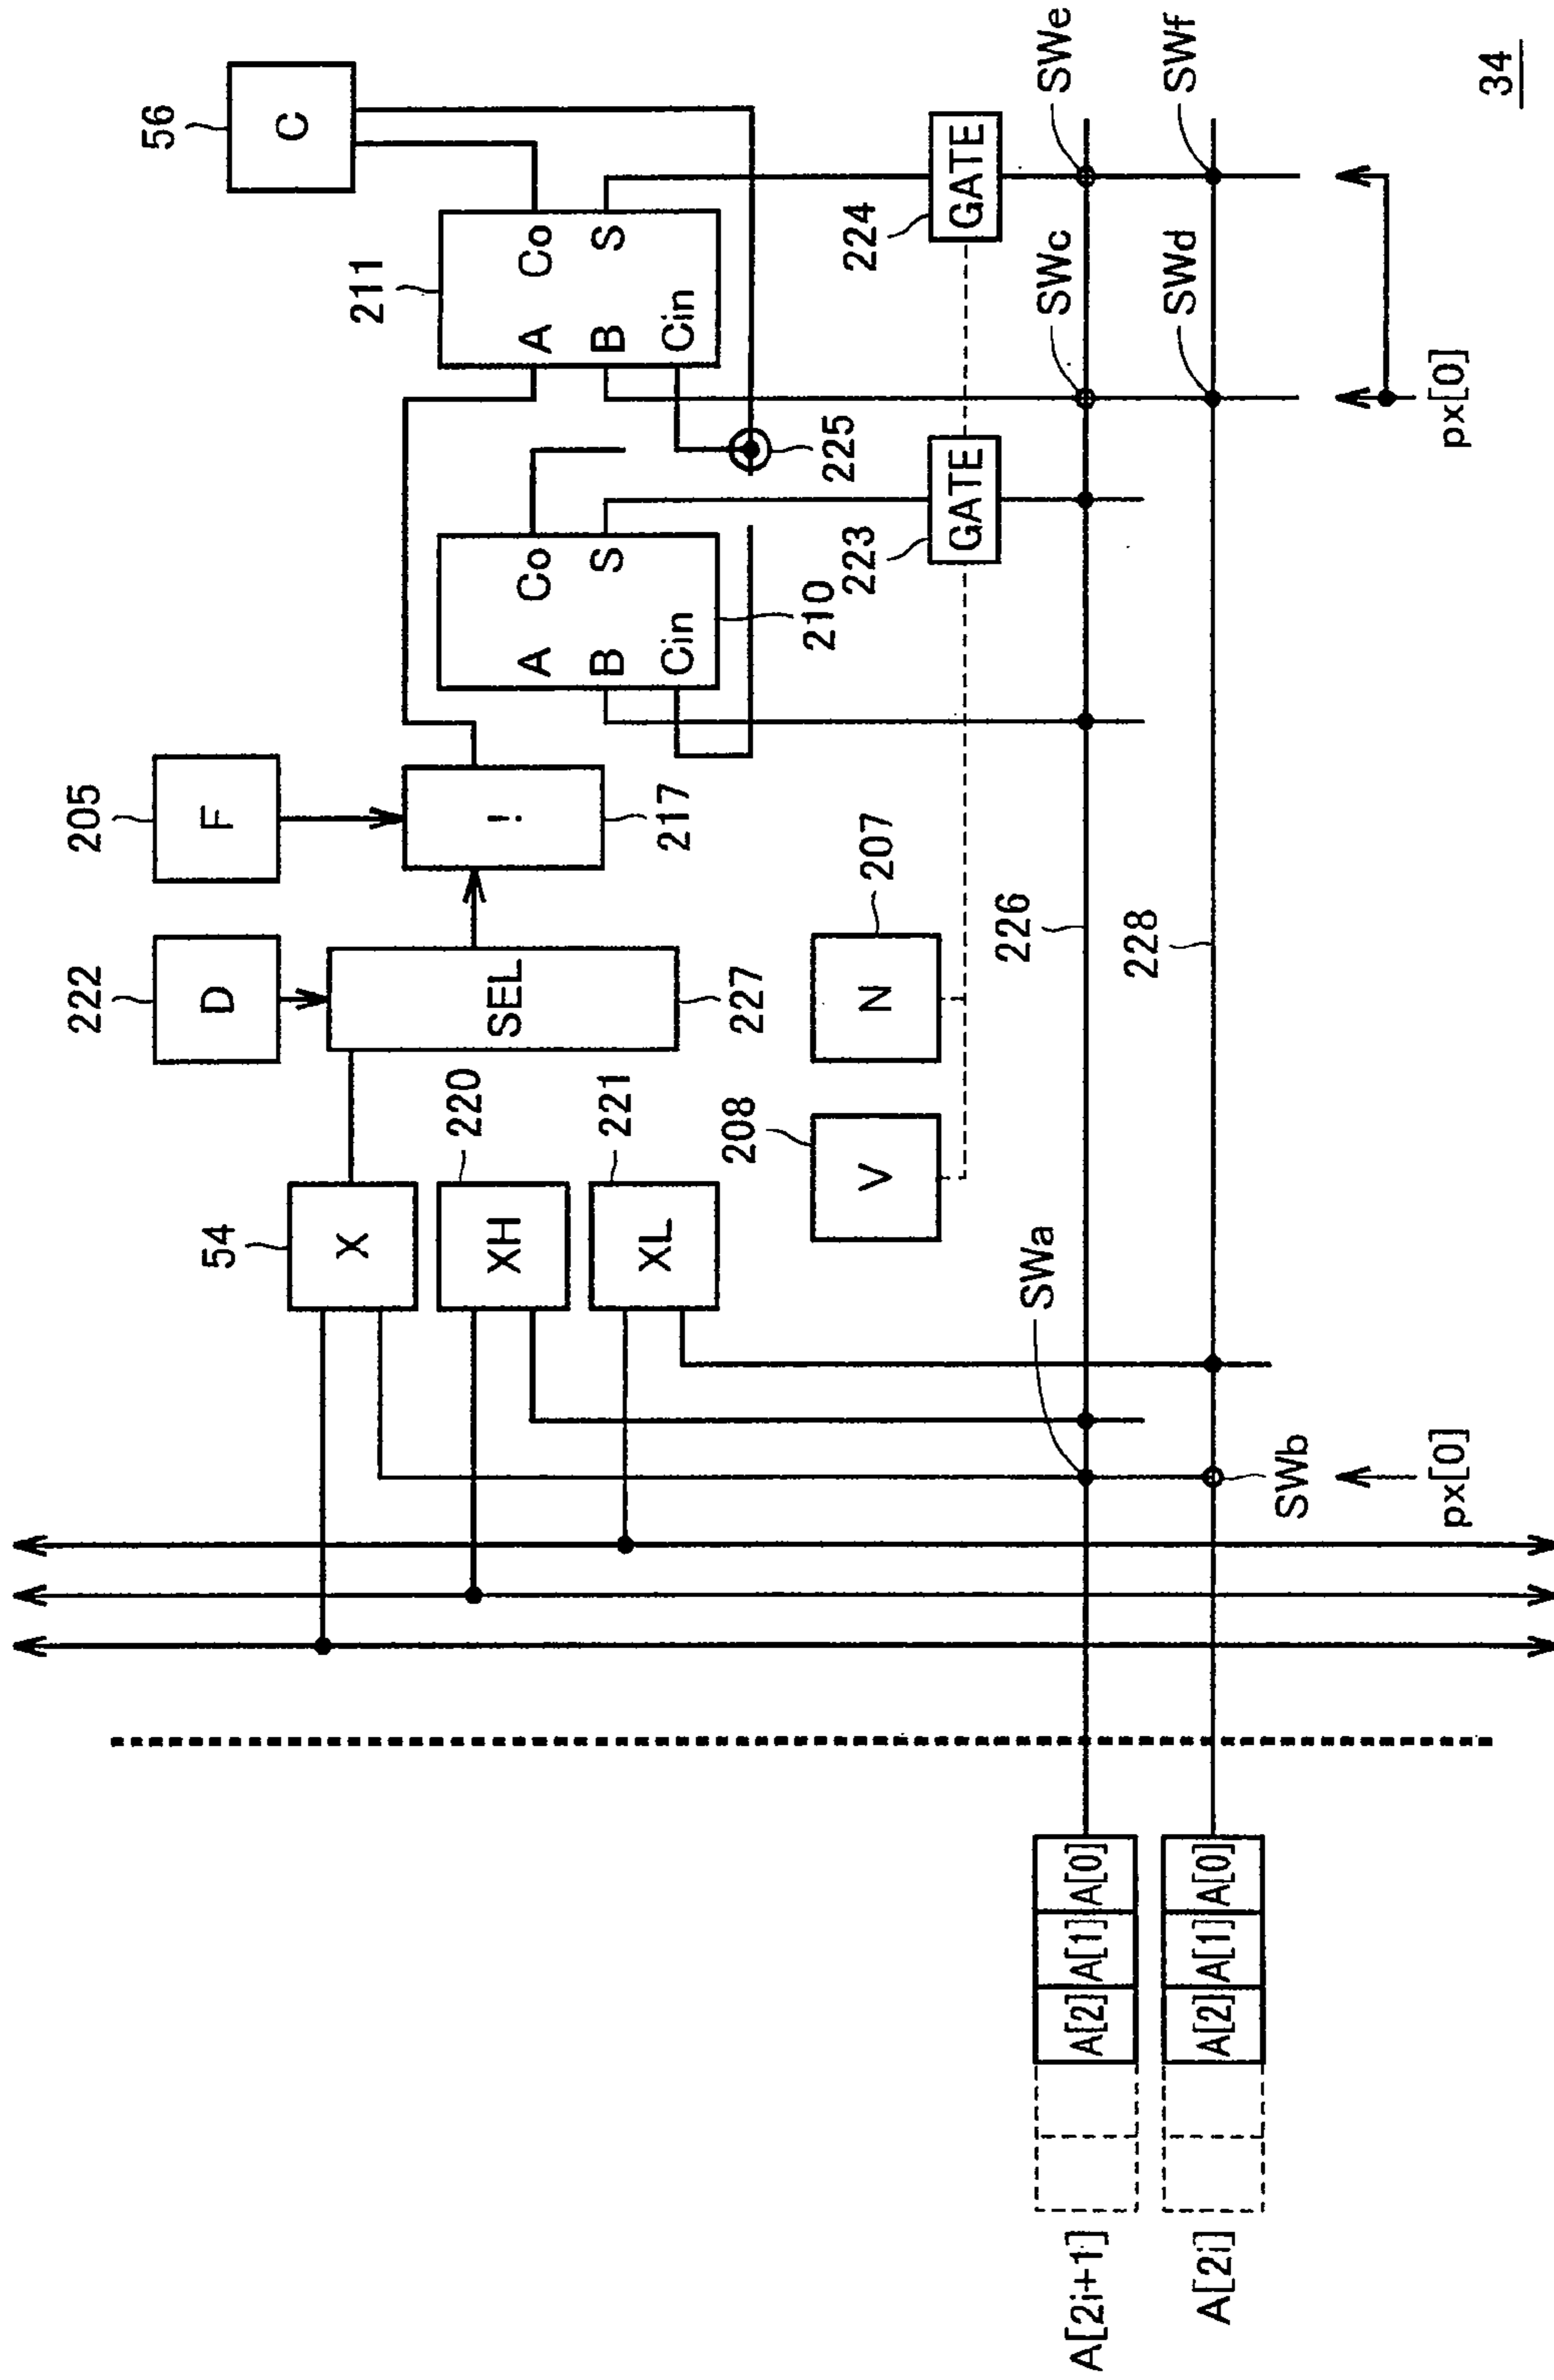 34
56
C
211
A
Co
B
S
Cin
224
GATE
SWe
SWf
SWc
SWd
px[0]
225
A
Co
B
S
Cin
210
223
GATE
205
F
!
217
222
D
SEL
227
207
N
208
V
226
228
54
X
220
XH
221
XL
SWa
SWb
px[0]
A[2i+1]
A[2]
A[1]
A[0]
A[2i]
A[2]
A[1]
A[0]